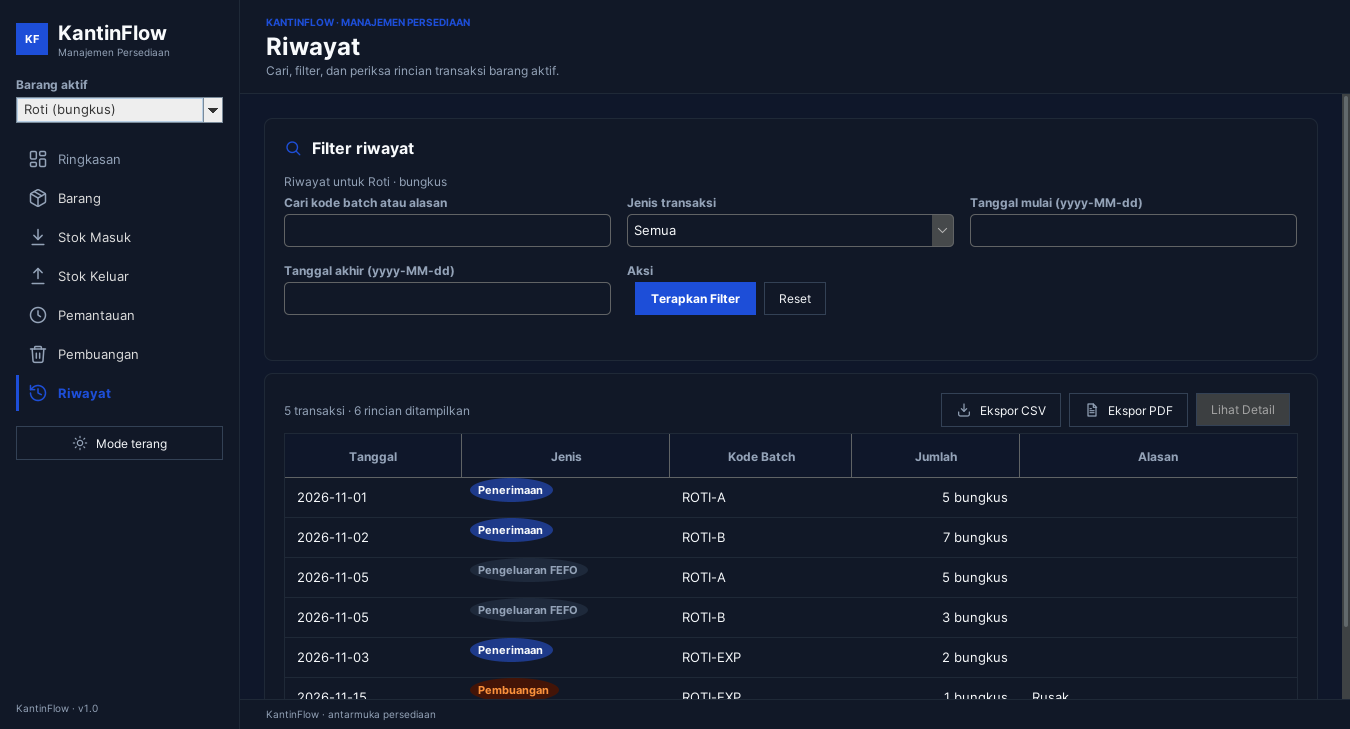 KF
KantinFlow
Manajemen Persediaan
Barang aktif
Roti (bungkus)
Ringkasan
Barang
Stok Masuk
Stok Keluar
Pemantauan
Pembuangan
Riwayat
Mode terang
KantinFlow · v1.0
KANTINFLOW · MANAJEMEN PERSEDIAAN
Riwayat
Cari, filter, dan periksa rincian transaksi barang aktif.
Filter riwayat
Riwayat untuk Roti · bungkus
Cari kode batch atau alasan
Jenis transaksi
Semua
Tanggal mulai (yyyy-MM-dd)
Tanggal akhir (yyyy-MM-dd)
Aksi
Terapkan Filter
Reset
5 transaksi · 6 rincian ditampilkan
Ekspor CSV
Ekspor PDF
Lihat Detail
Tanggal Jenis Kode Batch Jumlah Alasan
2026-11-01 Penerimaan ROTI-A 5 bungkus
2026-11-02 Penerimaan ROTI-B 7 bungkus
2026-11-05 Pengeluaran FEFO ROTI-A 5 bungkus
2026-11-05 Pengeluaran FEFO ROTI-B 3 bungkus
2026-11-03 Penerimaan ROTI-EXP 2 bungkus
2026-11-15 Pembuangan ROTI-EXP 1 bungkus Rusak
KantinFlow · antarmuka persediaan